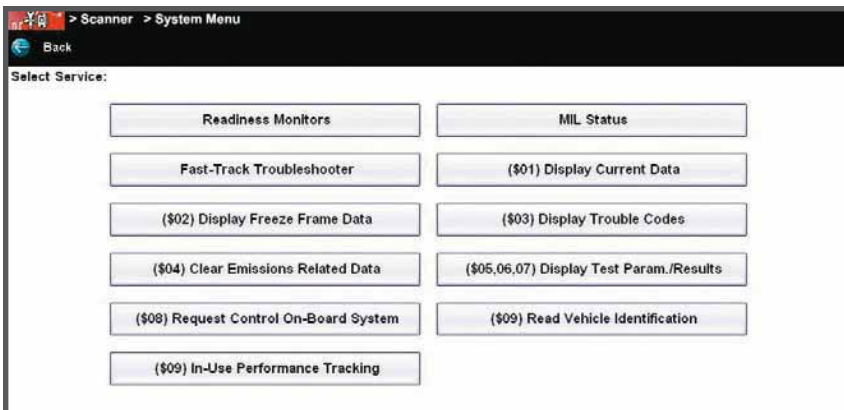 > Scanner > System Menu
Back
Select Service:
Readiness Monitors
MIL Status
Fast-Track Troubleshooter
($01) Display Current Data
($02) Display Freeze Frame Data
($03) Display Trouble Codes
($04) Clear Emissions Related Data
($05,06,07) Display Test Param./Results
($08) Request Control On-Board System
($09) Read Vehicle Identification
($09) In-Use Performance Tracking